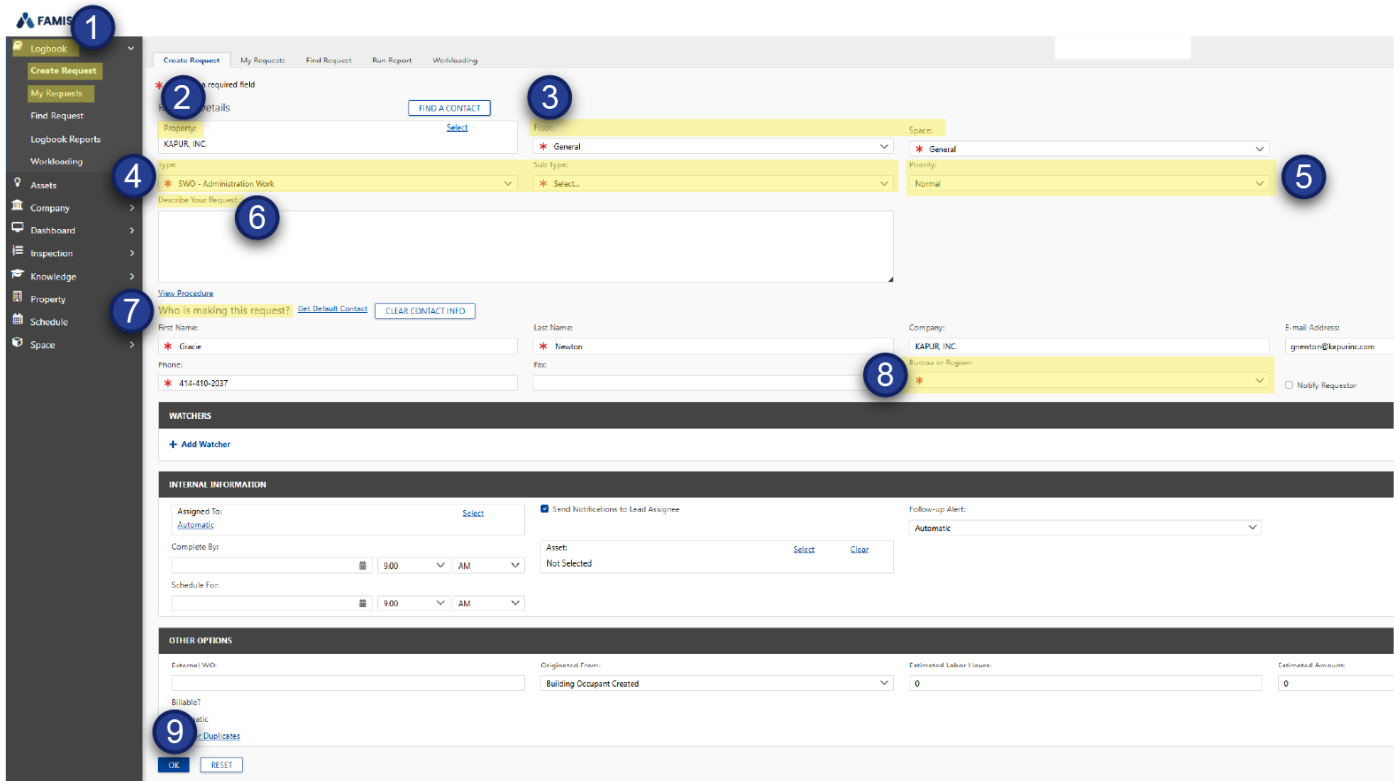 FAMIS
1
Logbook
Create Request
My Requests
Find Request
Logbook Reports
Workloading
Assets
Company
Dashboard
Inspection
Knowledge
Property
Schedule
Space
Create Request My Requests Find Request Run Report Workloading
* required field
2
Details FIND A CONTACT
3
Property: Select
KAPUR, INC.
Floor:
* General
Space:
* General
4
Type:
* SWO - Administration Work
Sub Type:
* Select...
Priority:
Normal
5
Describe Your Request:
6
View Procedure
7
Who is making this request? Get Default Contact CLEAR CONTACT INFO
First Name: Last Name: Company: E-mail Address:
* Gracie * Newton KAPUR, INC. gnewton@kapurinc.com
Phone: Fax: Bureau or Region:
* 414-410-2037 8 * Notify Requestor
WATCHERS
+ Add Watcher
INTERNAL INFORMATION
Assigned To: Select
Automatic
Send Notifications to Lead Assignee
Follow-up Alert:
Automatic
Complete By:
9:00 AM
Asset: Select Clear
Not Selected
Schedule For:
9:00 AM
OTHER OPTIONS
External WO: Originated From: Estimated Labor Hours: Estimated Amount:
Building Occupant Created 0 0
Billable?
9
Duplicates
OK RESET